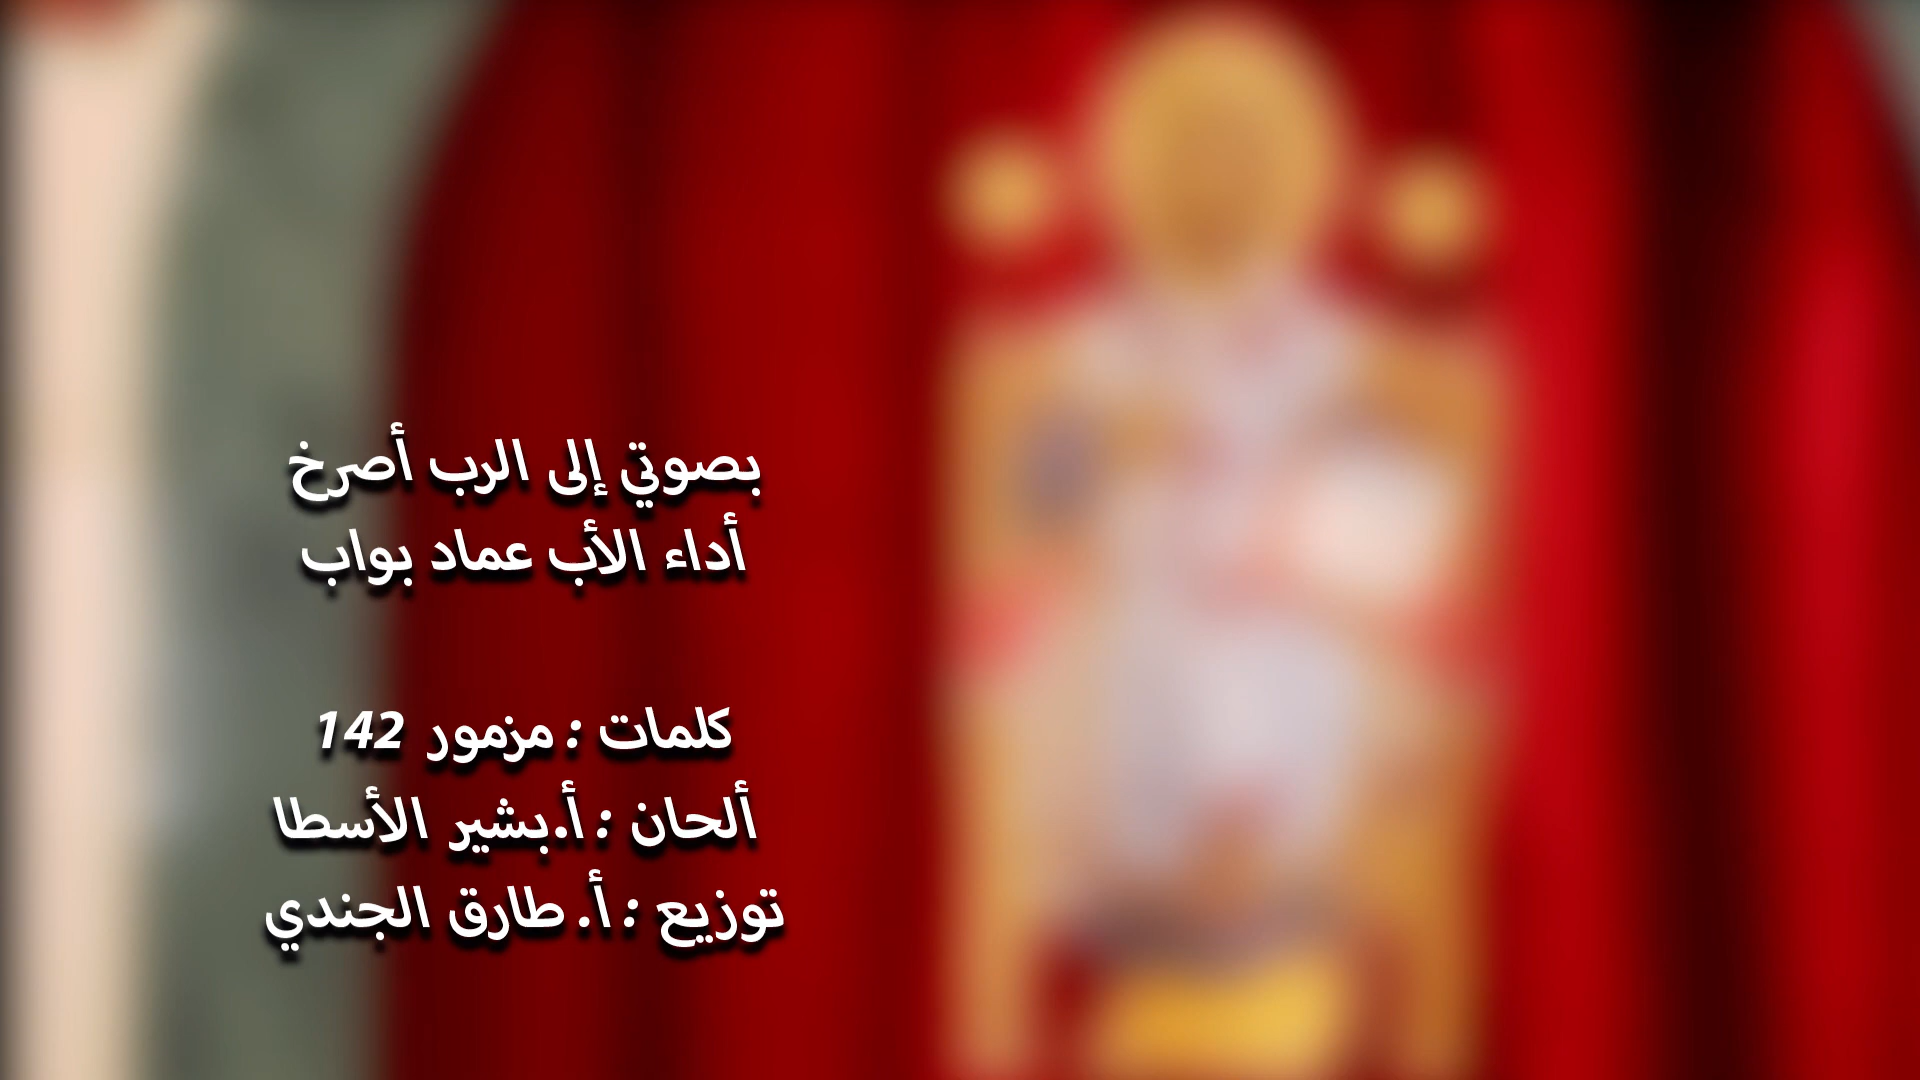 بصوتي إلى الرب أصرخ
أداء الأب عماد بواب
كلمات : مزمور 142
ألحان : أ.بشير الأسطا
توزيع : أ. طارق الجندي